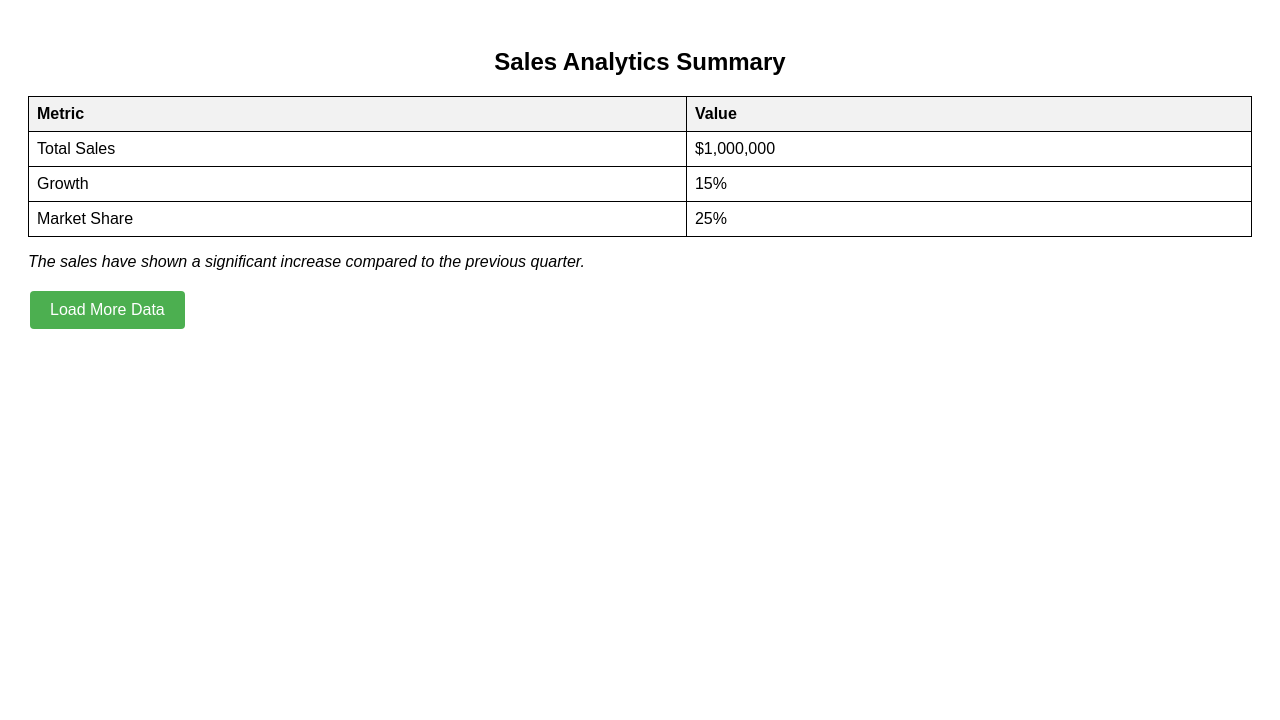 Sales Analytics Summary
Metric Value
Total Sales $1,000,000
Growth 15%
Market Share 25%
The sales have shown a significant increase compared to the previous quarter.
Load More Data